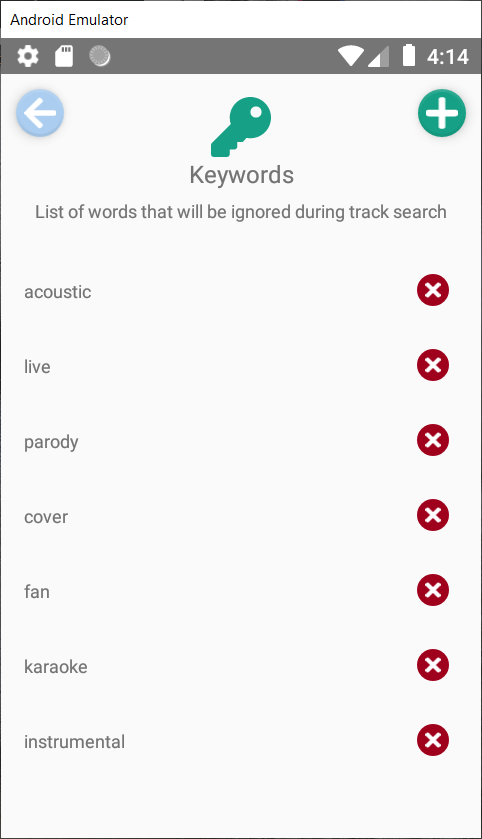 Android Emulator
4:14
Keywords
List of words that will be ignored during track search
acoustic
live
parody
cover
fan
karaoke
instrumental